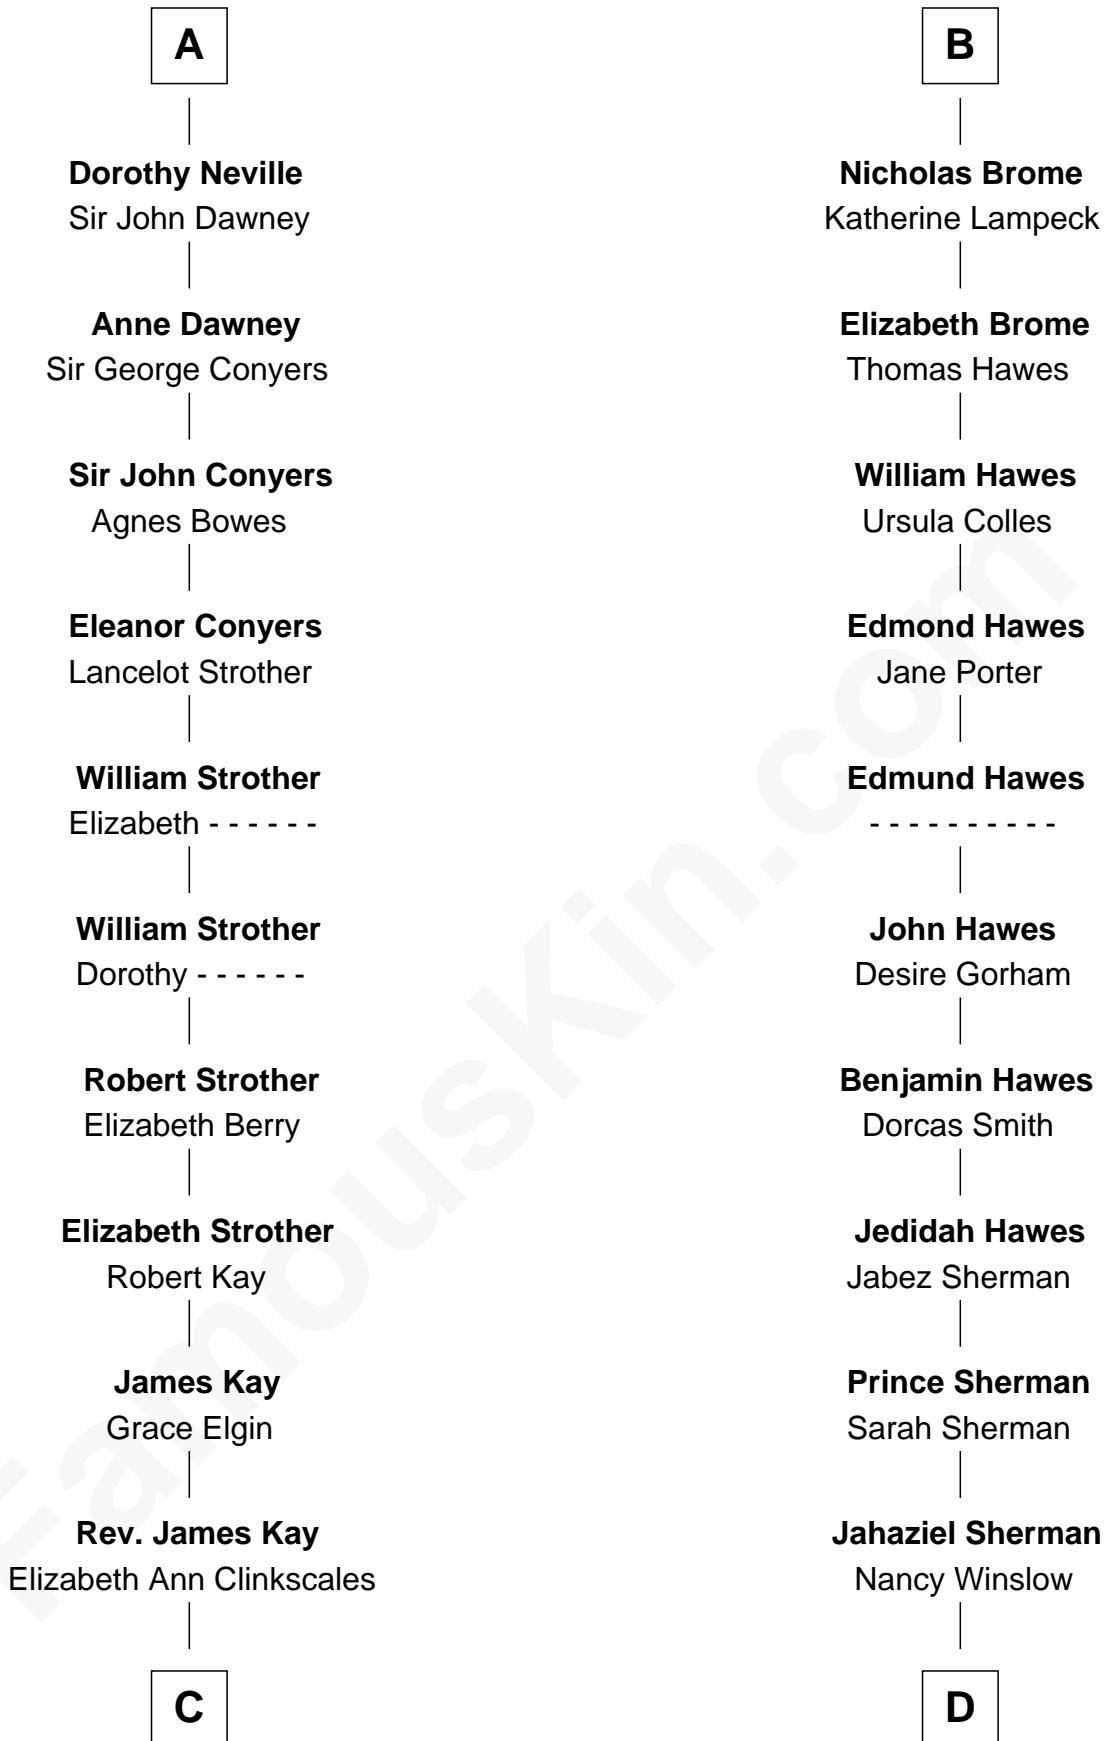 A
Dorothy Neville
Sir John Dawney
Anne Dawney
Sir George Conyers
Sir John Conyers
Agnes Bowes
Eleanor Conyers
Lancelot Strother
William Strother
Elizabeth - - - - - -
William Strother
Dorothy - - - - - -
Robert Strother
Elizabeth Berry
Elizabeth Strother
Robert Kay
James Kay
Grace Elgin
Rev. James Kay
Elizabeth Ann Clinkscales
C
B
Nicholas Brome
Katherine Lampeck
Elizabeth Brome
Thomas Hawes
William Hawes
Ursula Colles
Edmond Hawes
Jane Porter
Edmund Hawes
- - - - - - - - - -
John Hawes
Desire Gorham
Benjamin Hawes
Dorcas Smith
Jedidah Hawes
Jabez Sherman
Prince Sherman
Sarah Sherman
Jahaziel Sherman
Nancy Winslow
D
FamousKin.com